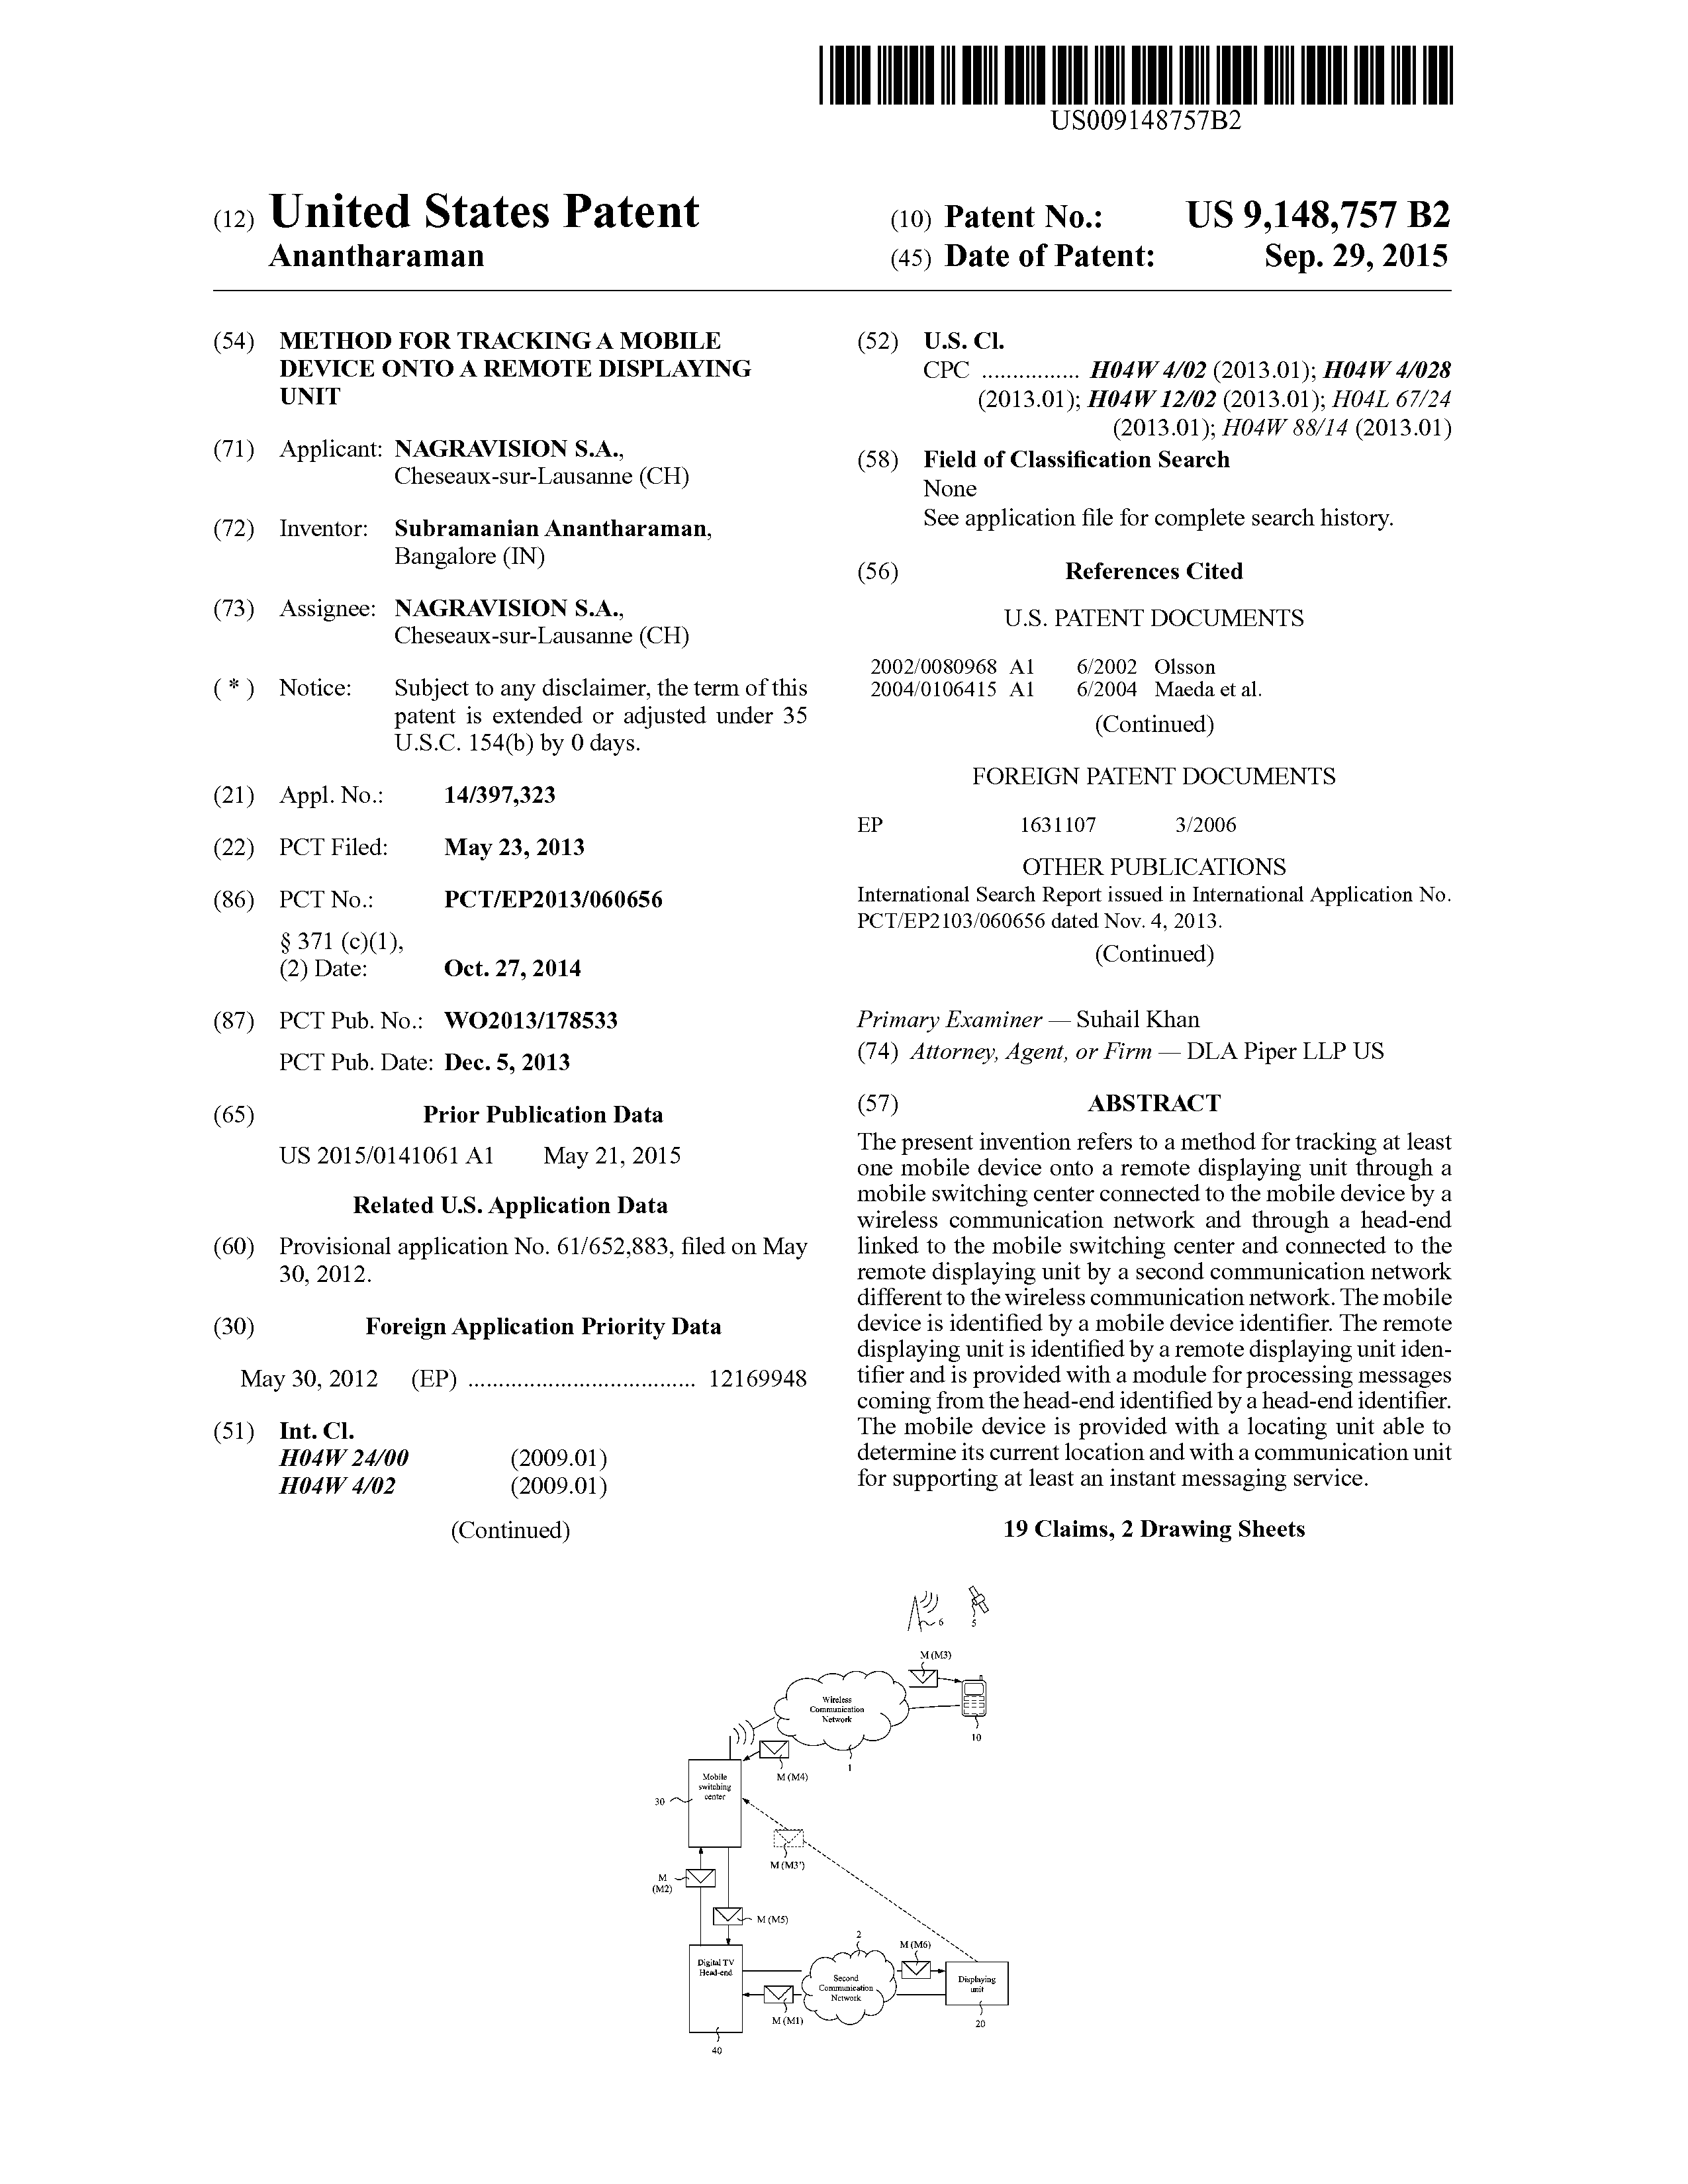 US009148757B2
(12) United States Patent
Anantharaman
(10) Patent No.: US 9,148,757 B2
(45) Date of Patent: Sep. 29, 2015
(54) METHOD FOR TRACKING A MOBILE
DEVICE ONTO A REMOTE DISPLAYING
UNIT
(71) Applicant: NAGRAVISION S.A.,
Cheseaux-sur-Lausanne (CH)
(72) Inventor: Subramanian Anantharaman,
Bangalore (IN)
(73) Assignee: NAGRAVISION S.A.,
Cheseaux-sur-Lausanne (CH)
( * ) Notice: Subject to any disclaimer, the term of this
patent is extended or adjusted under 35
U.S.C. 154(b) by 0 days.
(21) Appl. No.: 14/397,323
(22) PCT Filed: May 23, 2013
(86) PCT No.: PCT/EP2013/060656
§ 371 (c)(1),
(2) Date: Oct. 27, 2014
(87) PCT Pub. No.: WO2013/178533
PCT Pub. Date: Dec. 5, 2013
(65) Prior Publication Data
US 2015/0141061 A1 May 21, 2015
Related U.S. Application Data
(60) Provisional application No. 61/652,883, filed on May
30, 2012.
(30) Foreign Application Priority Data
May 30, 2012 (EP) ..................................... 12169948
(51) Int. Cl.
H04W 24/00 (2009.01)
H04W 4/02 (2009.01)
(Continued)
(52) U.S. Cl.
CPC ................ H04W 4/02 (2013.01); H04W 4/028
(2013.01); H04W 12/02 (2013.01); H04L 67/24
(2013.01); H04W 88/14 (2013.01)
(58) Field of Classification Search
None
See application file for complete search history.
(56) References Cited
U.S. PATENT DOCUMENTS
2002/0080968 A1 6/2002 Olsson
2004/0106415 A1 6/2004 Maeda et al.
(Continued)
FOREIGN PATENT DOCUMENTS
EP 1631107 3/2006
OTHER PUBLICATIONS
International Search Report issued in International Application No.
PCT/EP2103/060656 dated Nov. 4, 2013.
(Continued)
Primary Examiner — Suhail Khan
(74) Attorney, Agent, or Firm — DLA Piper LLP US
(57) ABSTRACT
The present invention refers to a method for tracking at least
one mobile device onto a remote displaying unit through a
mobile switching center connected to the mobile device by a
wireless communication network and through a head-end
linked to the mobile switching center and connected to the
remote displaying unit by a second communication network
different to the wireless communication network. The mobile
device is identified by a mobile device identifier. The remote
displaying unit is identified by a remote displaying unit iden-
tifier and is provided with a module for processing messages
coming from the head-end identified by a head-end identifier.
The mobile device is provided with a locating unit able to
determine its current location and with a communication unit
for supporting at least an instant messaging service.
19 Claims, 2 Drawing Sheets
6
5
M (M3)
Wireless
Communication
Network
10
1
M (M4)
Mobile
switching
center
30
M (M3')
M
(M2)
M (M5)
2
M (M6)
Digital TV
Head-end
Second
Communication
Network
Displaying
unit
M (M1)
20
40